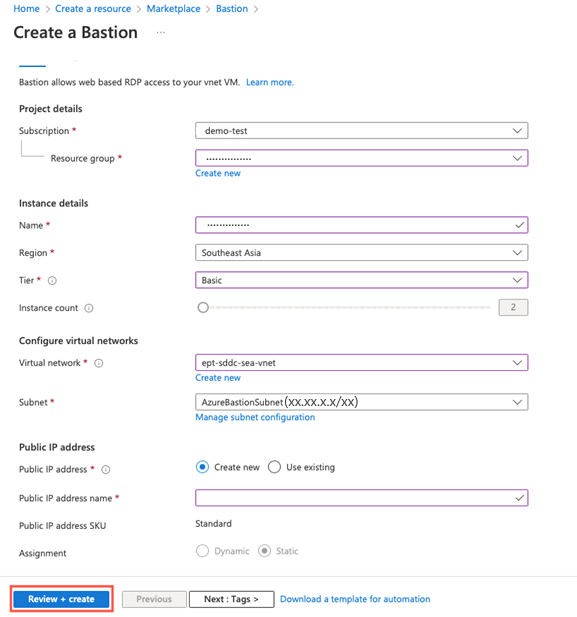 Home > Create a resource > Marketplace > Bastion >
Create a Bastion ...
Bastion allows web based RDP access to your vnet VM. Learn more.
Project details
Subscription * demo-test
Resource group * ...............
Create new
Instance details
Name * ..............
Region * Southeast Asia
Tier * Basic
Instance count 2
Configure virtual networks
Virtual network * ept-sddc-sea-vnet
Create new
Subnet * AzureBastionSubnet(XX.XX.X.X/XX)
Manage subnet configuration
Public IP address
Public IP address * Create new Use existing
Public IP address name *
Public IP address SKU Standard
Assignment Dynamic Static
Review + create Previous Next : Tags > Download a template for automation